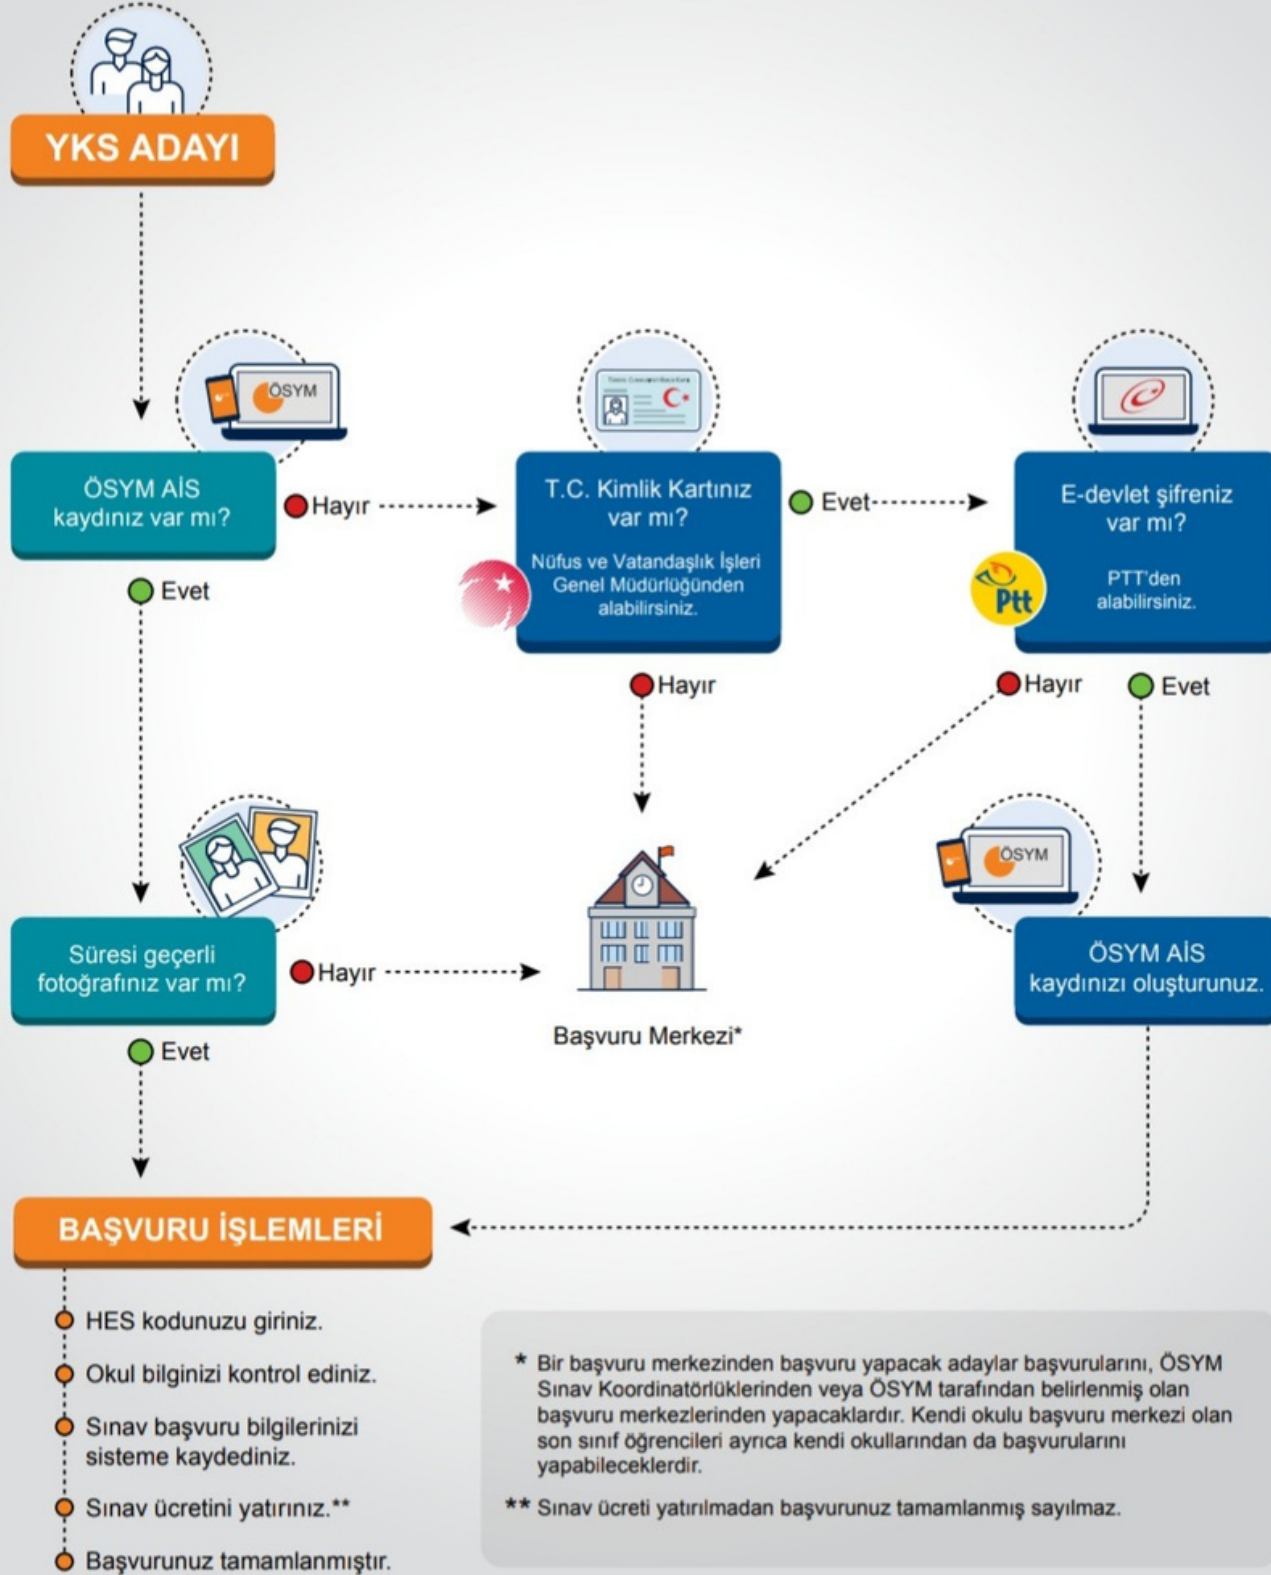 YKS ADAYI
ÖSYM
ÖSYM AİS
kaydınız var mı?
Hayır
Evet
T.C. Kimlik Kartınız
var mı?
Nüfus ve Vatandaşlık İşleri
Genel Müdürlüğünden
alabilirsiniz.
Evet
Hayır
E-devlet şifreniz
var mı?
Ptt
PTT'den
alabilirsiniz.
Hayır
Evet
Süresi geçerli
fotoğrafınız var mı?
Hayır
Evet
Başvuru Merkezi*
ÖSYM
ÖSYM AİS
kaydınızı oluşturunuz.
BAŞVURU İŞLEMLERİ
HES kodunuzu giriniz.
Okul bilginizi kontrol ediniz.
Sınav başvuru bilgilerinizi
sisteme kaydediniz.
Sınav ücretini yatırınız.**
Başvurunuz tamamlanmıştır.
* Bir başvuru merkezinden başvuru yapacak adaylar başvurularını, ÖSYM
Sınav Koordinatörlüklerinden veya ÖSYM tarafından belirlenmiş olan
başvuru merkezlerinden yapacaklardır. Kendi okulu başvuru merkezi olan
son sınıf öğrencileri ayrıca kendi okullarından da başvurularını
yapabileceklerdir.
** Sınav ücreti yatırılmadan başvurunuz tamamlanmış sayılmaz.